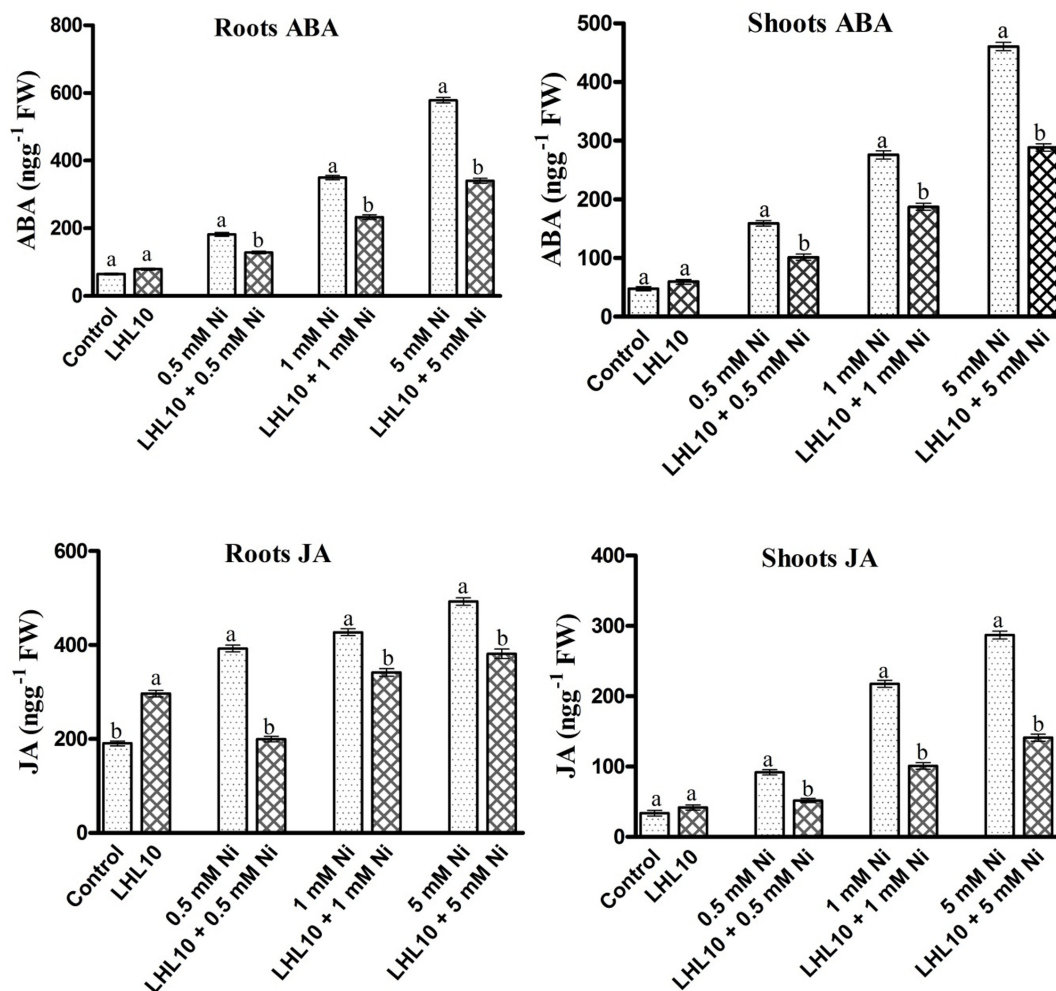 Roots ABA
ABA (ngg⁻¹ FW)
800
600
400
200
0
a
a
a
b
a
b
a
b
Control
LHL10
0.5 mM Ni
LHL10 + 0.5 mM Ni
1 mM Ni
LHL10 + 1 mM Ni
5 mM Ni
LHL10 + 5 mM Ni
Shoots ABA
ABA (ngg⁻¹ FW)
500
400
300
200
100
0
a
a
a
b
a
b
a
b
Control
LHL10
0.5 mM Ni
LHL10 + 0.5 mM Ni
1 mM Ni
LHL10 + 1 mM Ni
5 mM Ni
LHL10 + 5 mM Ni
Roots JA
JA (ngg⁻¹ FW)
600
400
200
0
b
a
a
b
a
b
a
b
Control
LHL10
0.5 mM Ni
LHL10 + 0.5 mM Ni
1 mM Ni
LHL10 + 1 mM Ni
5 mM Ni
LHL10 + 5 mM Ni
Shoots JA
JA (ngg⁻¹ FW)
400
300
200
100
0
a
a
a
b
a
b
a
b
Control
LHL10
0.5 mM Ni
LHL10 + 0.5 mM Ni
1 mM Ni
LHL10 + 1 mM Ni
5 mM Ni
LHL10 + 5 mM Ni